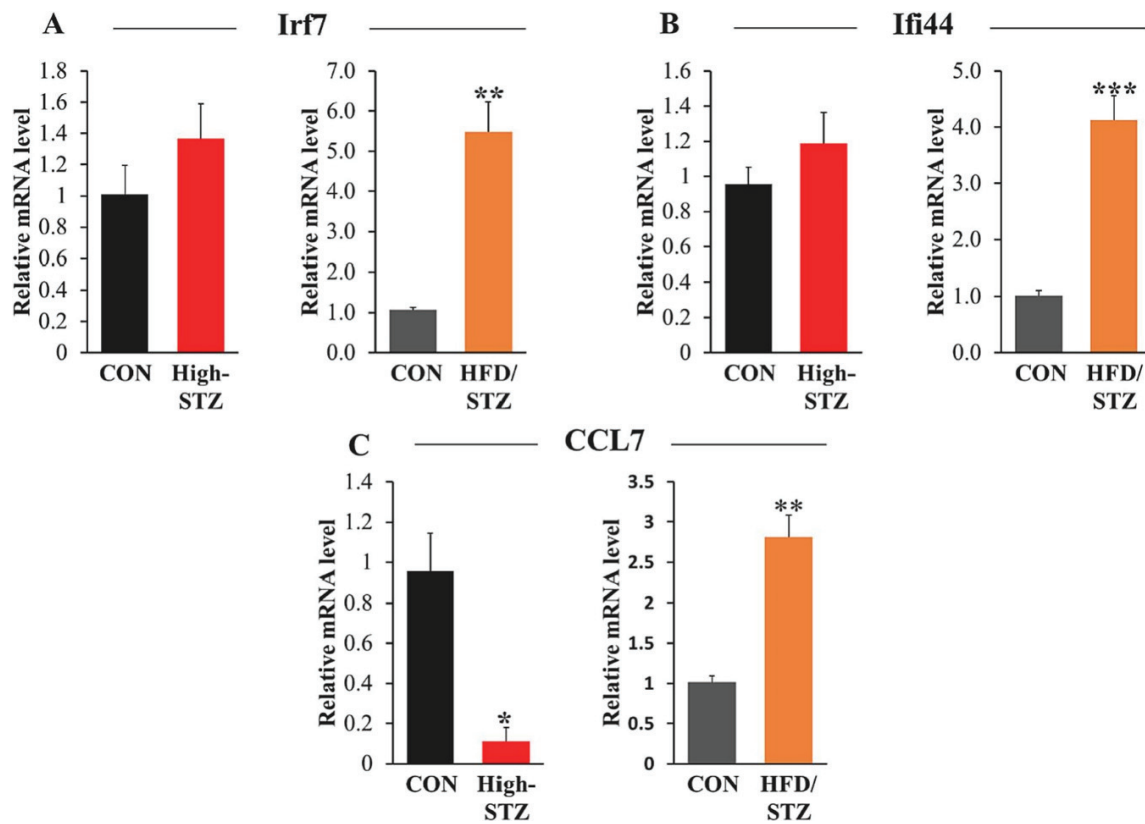 A
Irf7
B
Ifi44
Relative mRNA level
1.8
1.6
1.4
1.2
1
0.8
0.6
0.4
0.2
0
CON
High-
STZ
Relative mRNA level
7.0
6.0
5.0
4.0
3.0
2.0
1.0
0.0
**
CON
HFD/
STZ
Relative mRNA level
1.6
1.4
1.2
1
0.8
0.6
0.4
0.2
0
CON
High-
STZ
Relative mRNA level
5.0
4.0
3.0
2.0
1.0
0.0
***
CON
HFD/
STZ
C
CCL7
Relative mRNA level
1.4
1.2
1
0.8
0.6
0.4
0.2
0
*
CON
High-
STZ
Relative mRNA level
3.5
3
2.5
2
1.5
1
0.5
0
**
CON
HFD/
STZ